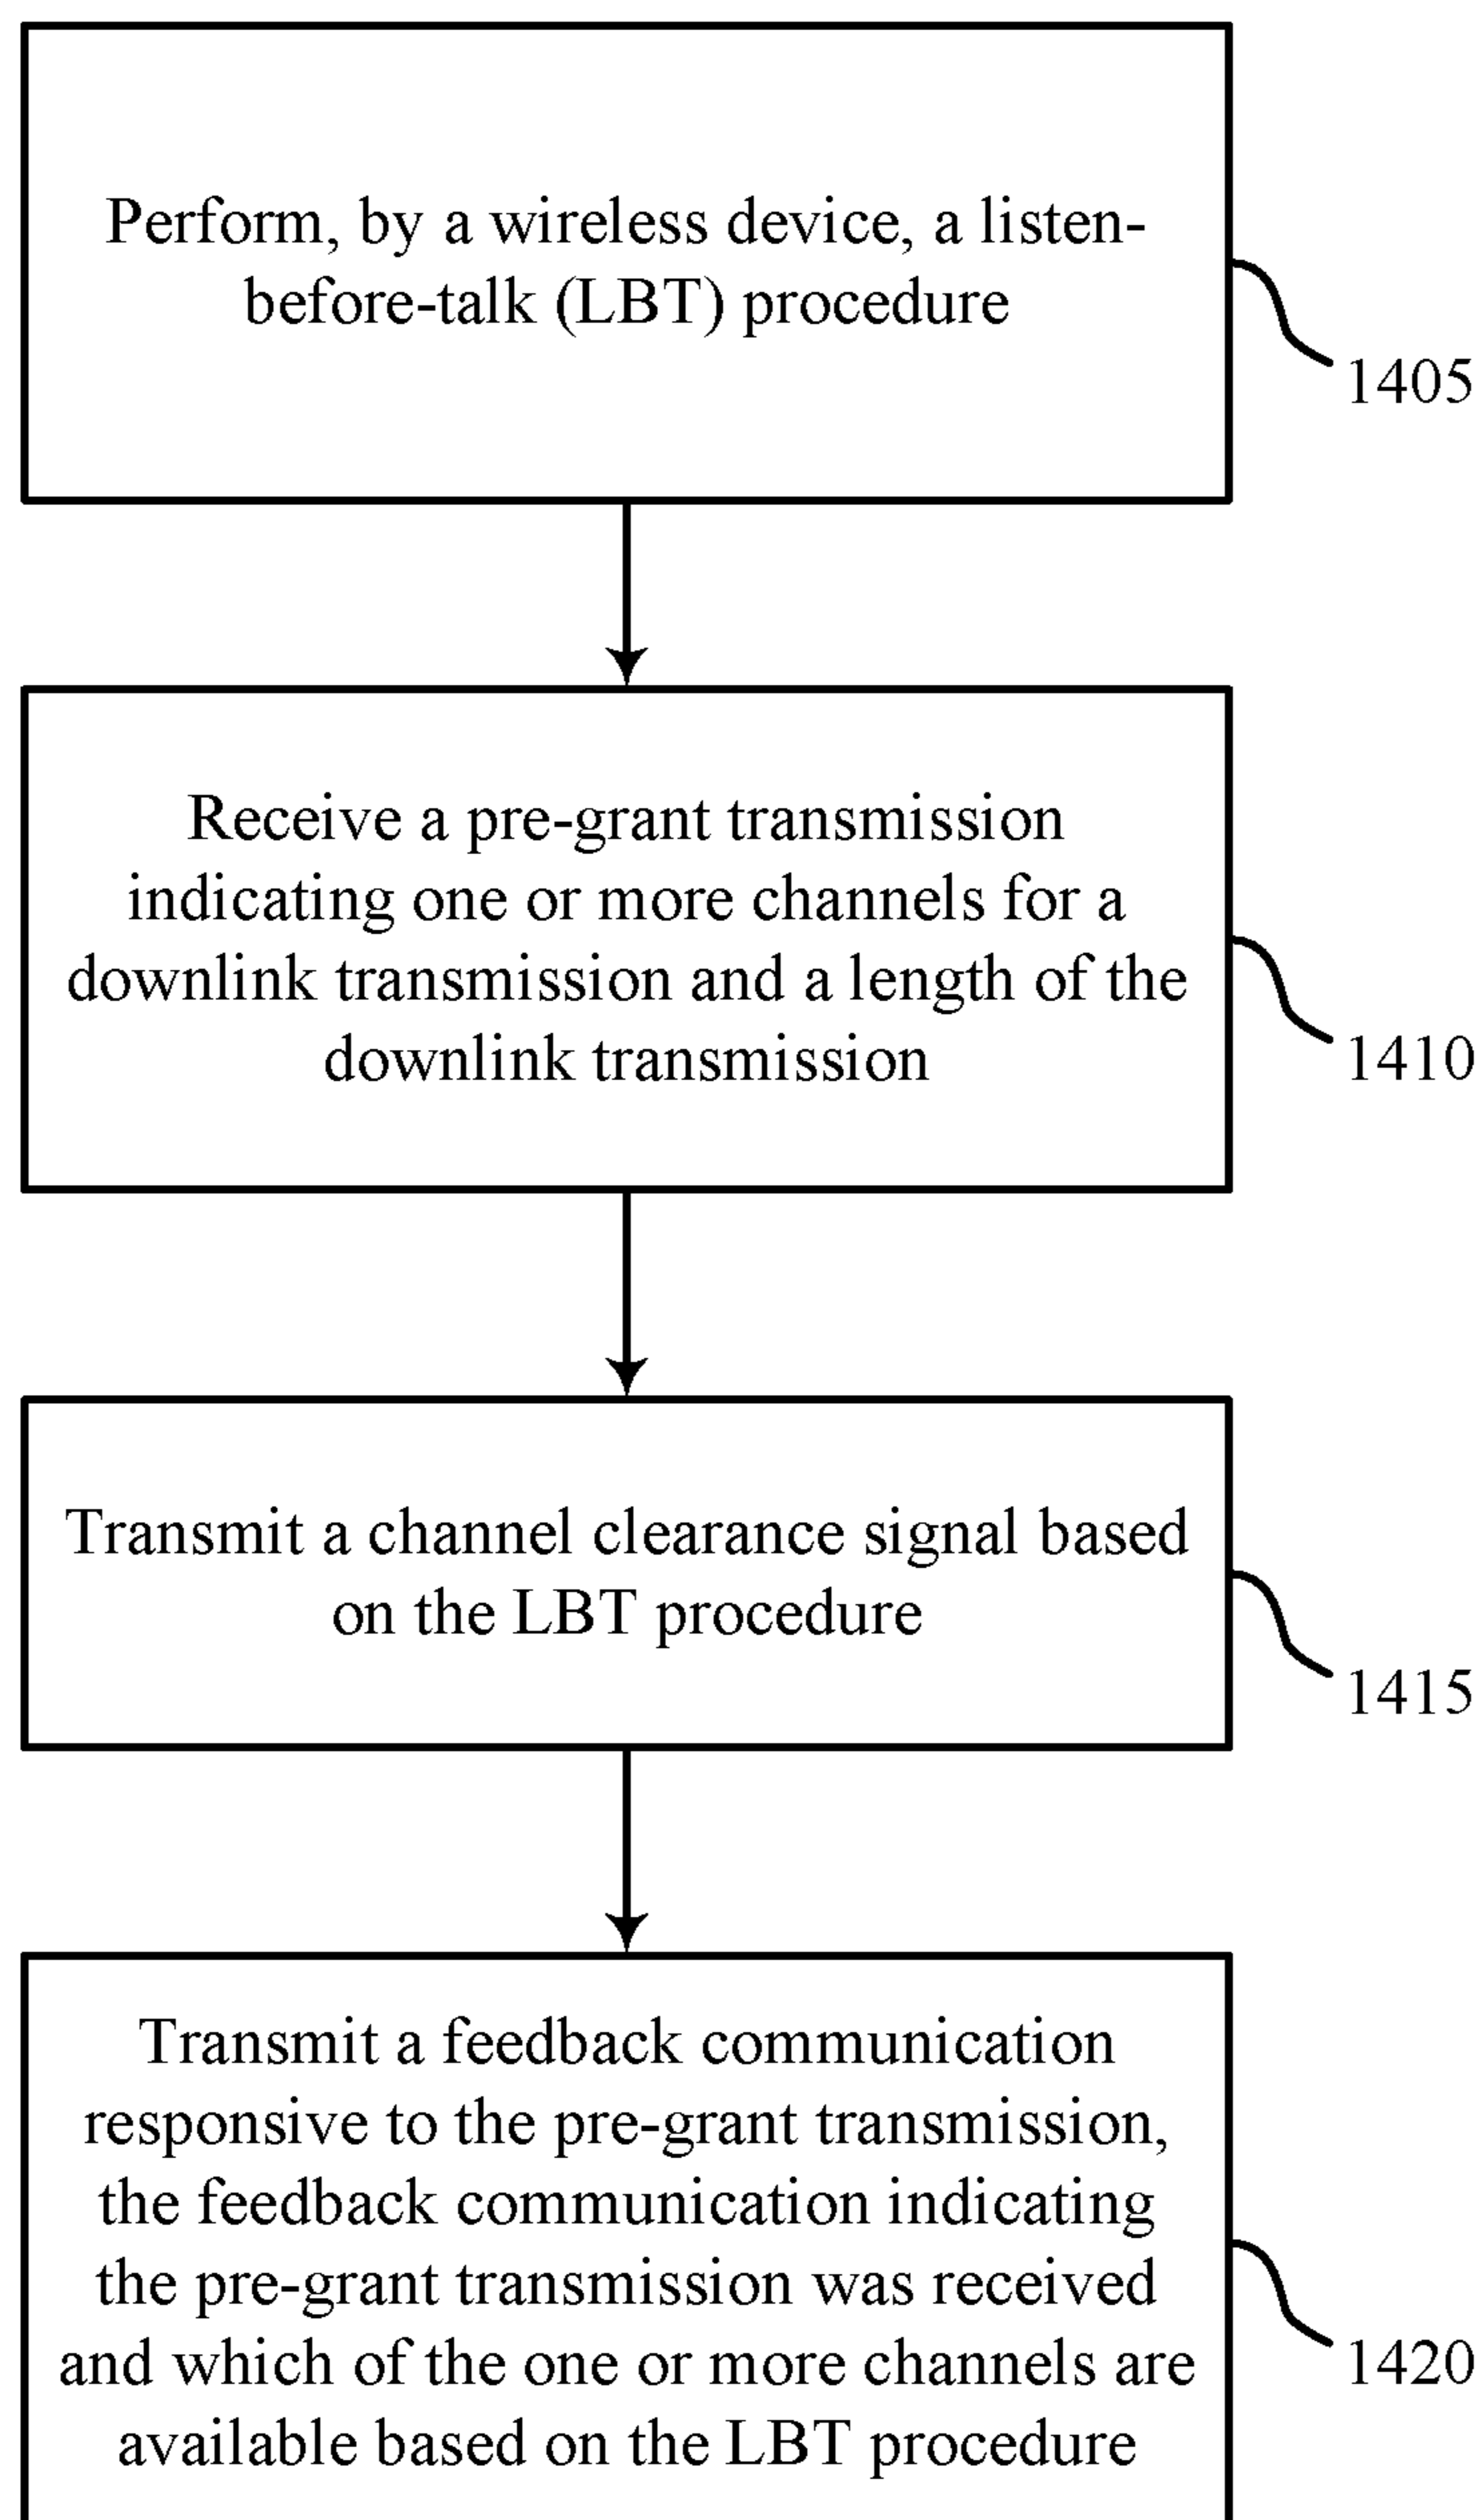 Perform, by a wireless device, a listen-
before-talk (LBT) procedure
1405
Receive a pre-grant transmission
indicating one or more channels for a
downlink transmission and a length of the
downlink transmission
1410
Transmit a channel clearance signal based
on the LBT procedure
1415
Transmit a feedback communication
responsive to the pre-grant transmission,
the feedback communication indicating
the pre-grant transmission was received
and which of the one or more channels are
available based on the LBT procedure
1420